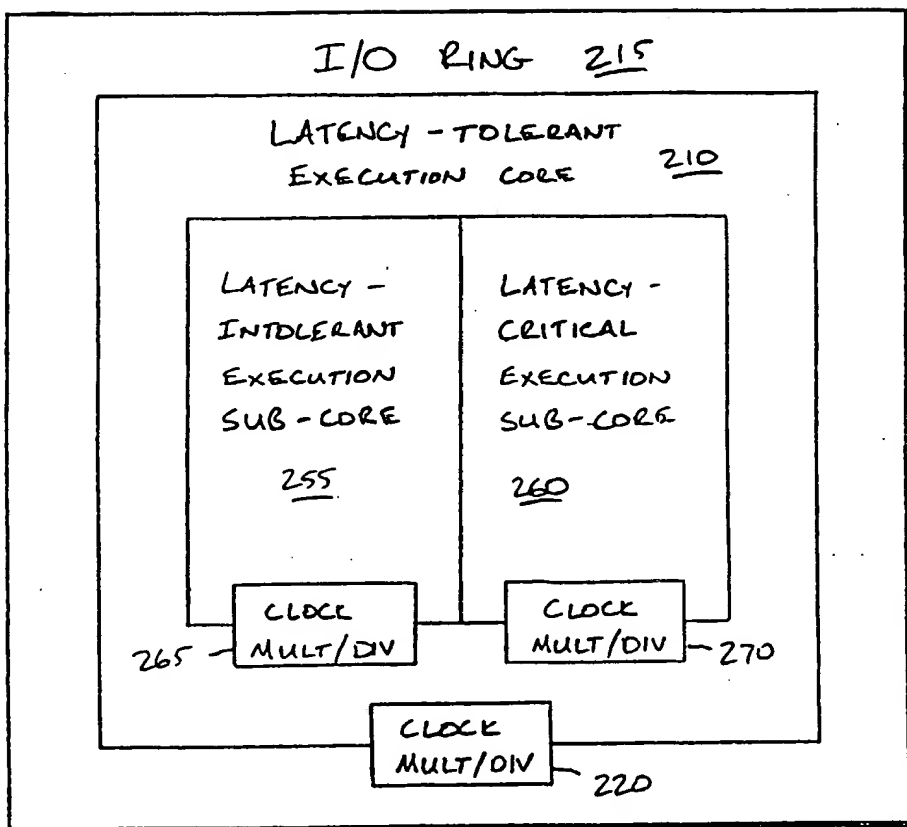 I/O RING 215
LATENCY-TOLERANT
EXECUTION CORE 210
LATENCY-
INTOLERANT
EXECUTION
SUB-CORE
255
LATENCY-
CRITICAL
EXECUTION
SUB-CORE
260
CLOCK
MULT/DIV
265
CLOCK
MULT/DIV
270
CLOCK
MULT/DIV
220